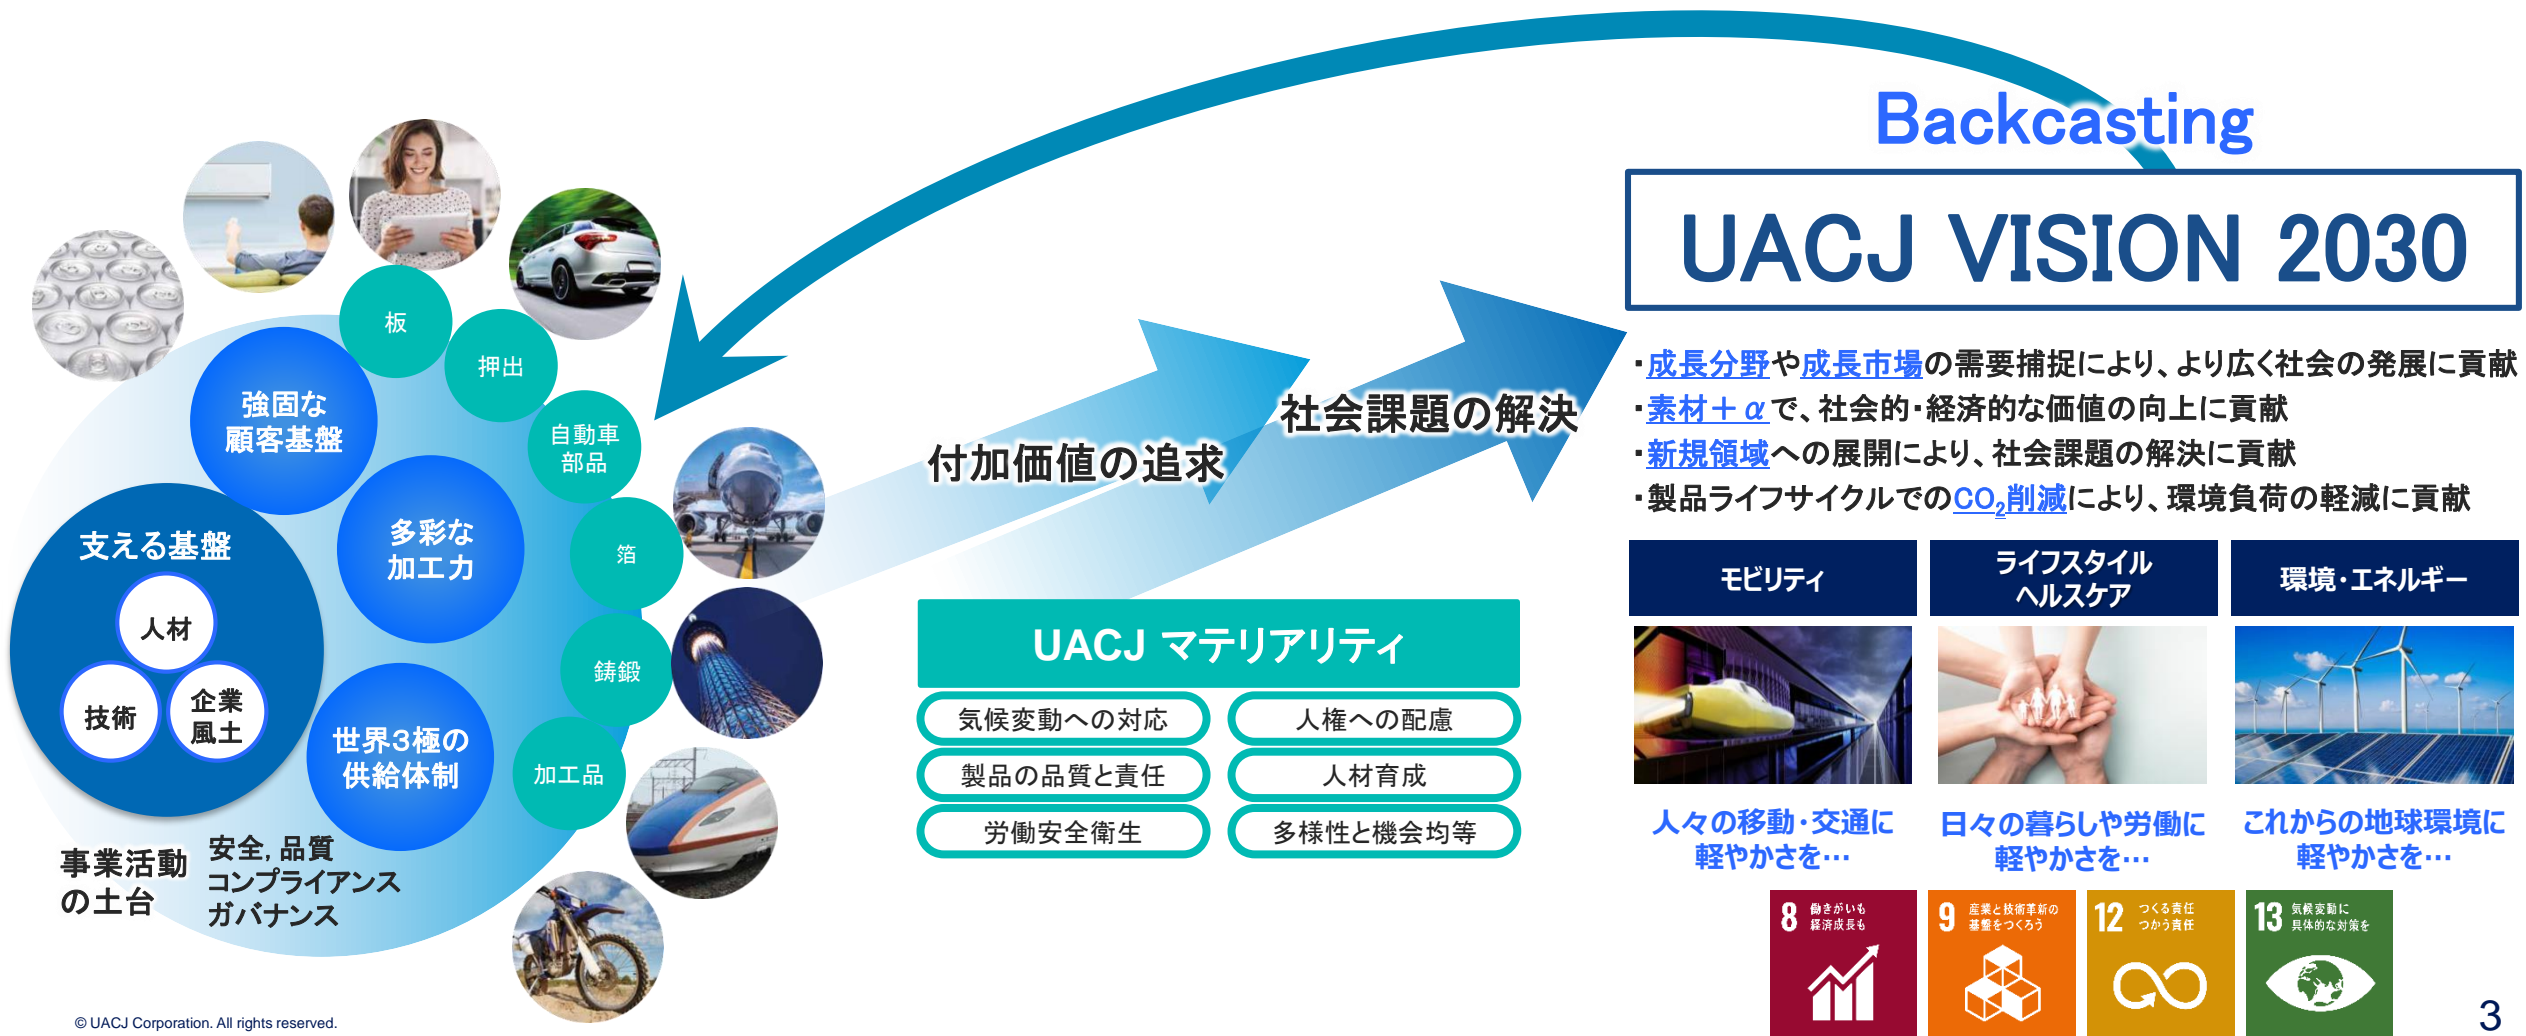 Backcasting
UACJ VISION 2030
・成長分野や成長市場の需要捕捉により、より広く社会の発展に貢献
・素材＋αで、社会的・経済的な価値の向上に貢献
・新規領域への展開により、社会課題の解決に貢献
・製品ライフサイクルでのCO₂削減により、環境負荷の軽減に貢献
板
押出
自動車
部品
箔
鋳鍛
加工品
強固な
顧客基盤
多彩な
加工力
世界3極の
供給体制
支える基盤
人材
技術
企業
風土
事業活動
の土台
安全, 品質
コンプライアンス
ガバナンス
付加価値の追求
社会課題の解決
UACJ マテリアリティ
気候変動への対応
人権への配慮
製品の品質と責任
人材育成
労働安全衛生
多様性と機会均等
モビリティ
ライフスタイル
ヘルスケア
環境・エネルギー
人々の移動・交通に
軽やかさを…
日々の暮らしや労働に
軽やかさを…
これからの地球環境に
軽やかさを…
8 働きがいも
経済成長も
9 産業と技術革新の
基盤をつくろう
12 つくる責任
つかう責任
13 気候変動に
具体的な対策を
© UACJ Corporation. All rights reserved.
3